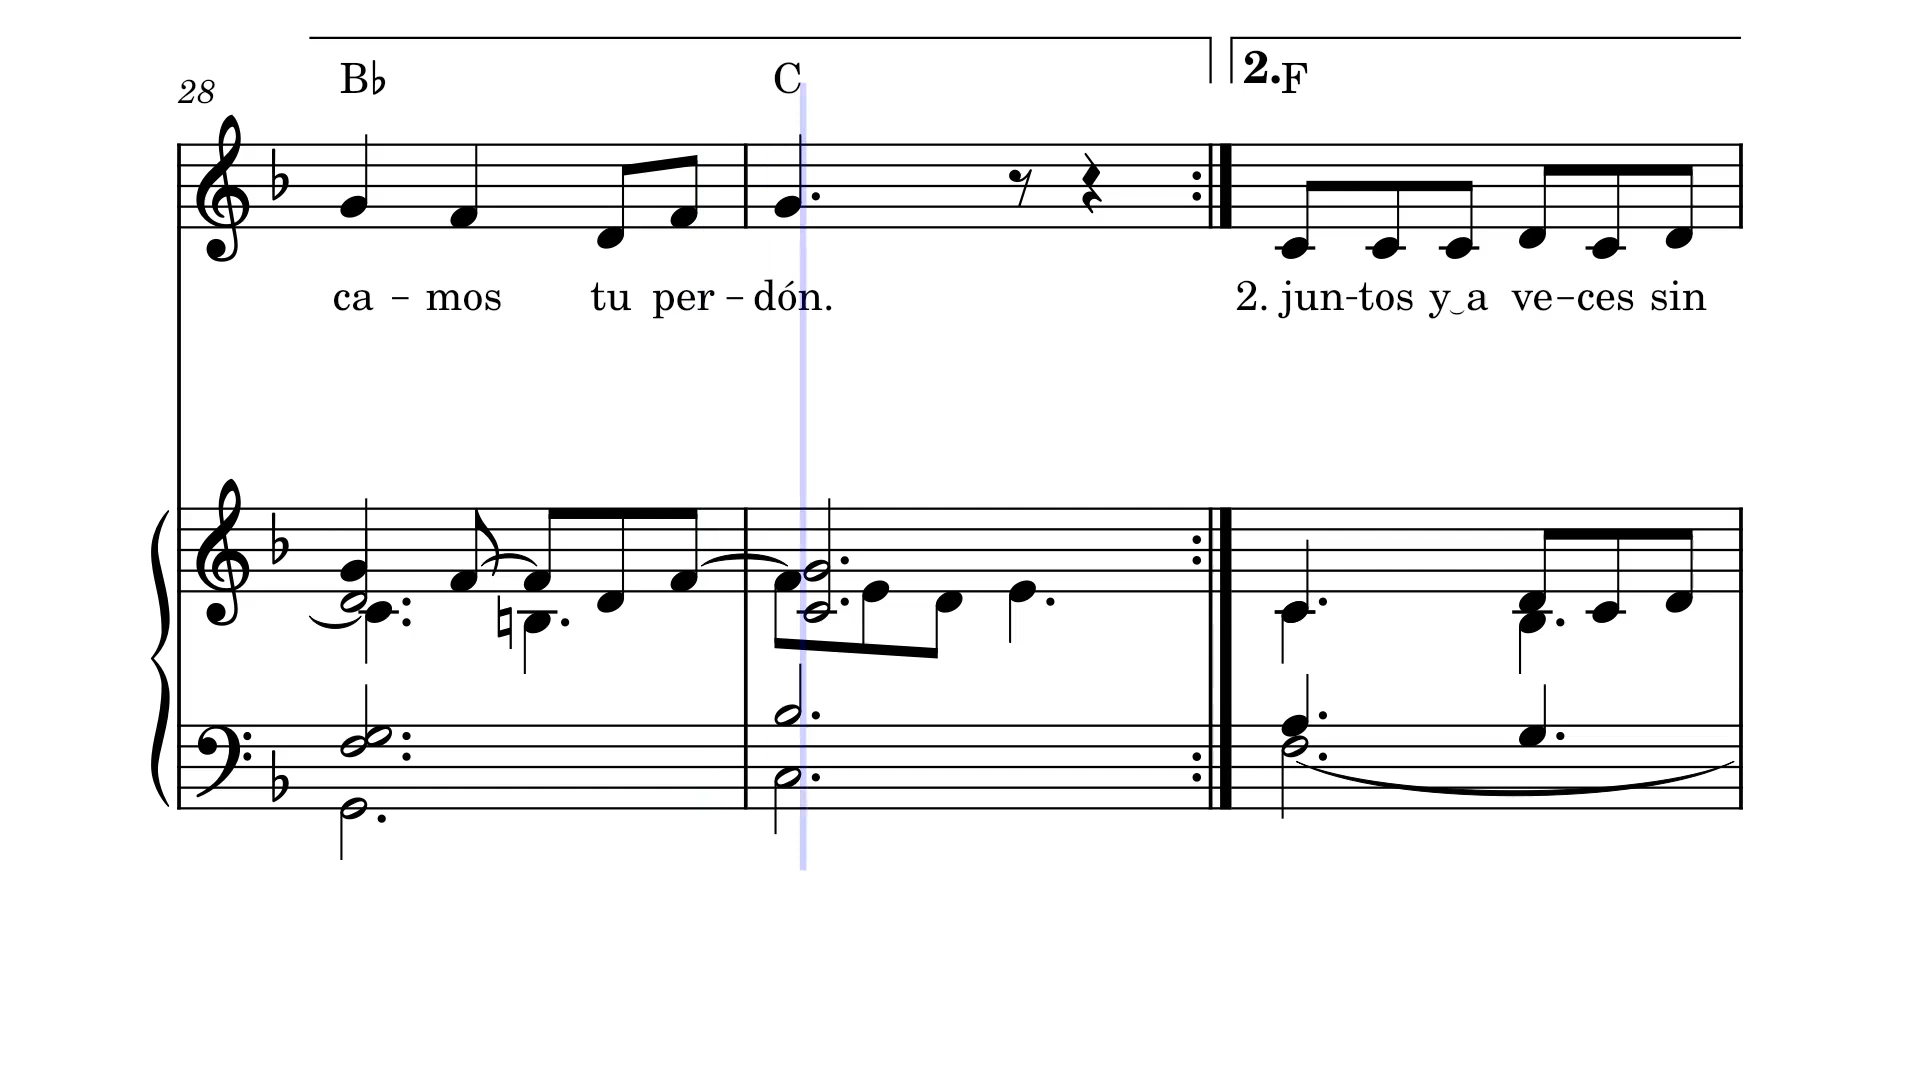 28
B♭ C 2. F
ca - mos tu per - dón. 2. jun-tos y‿a ve-ces sin